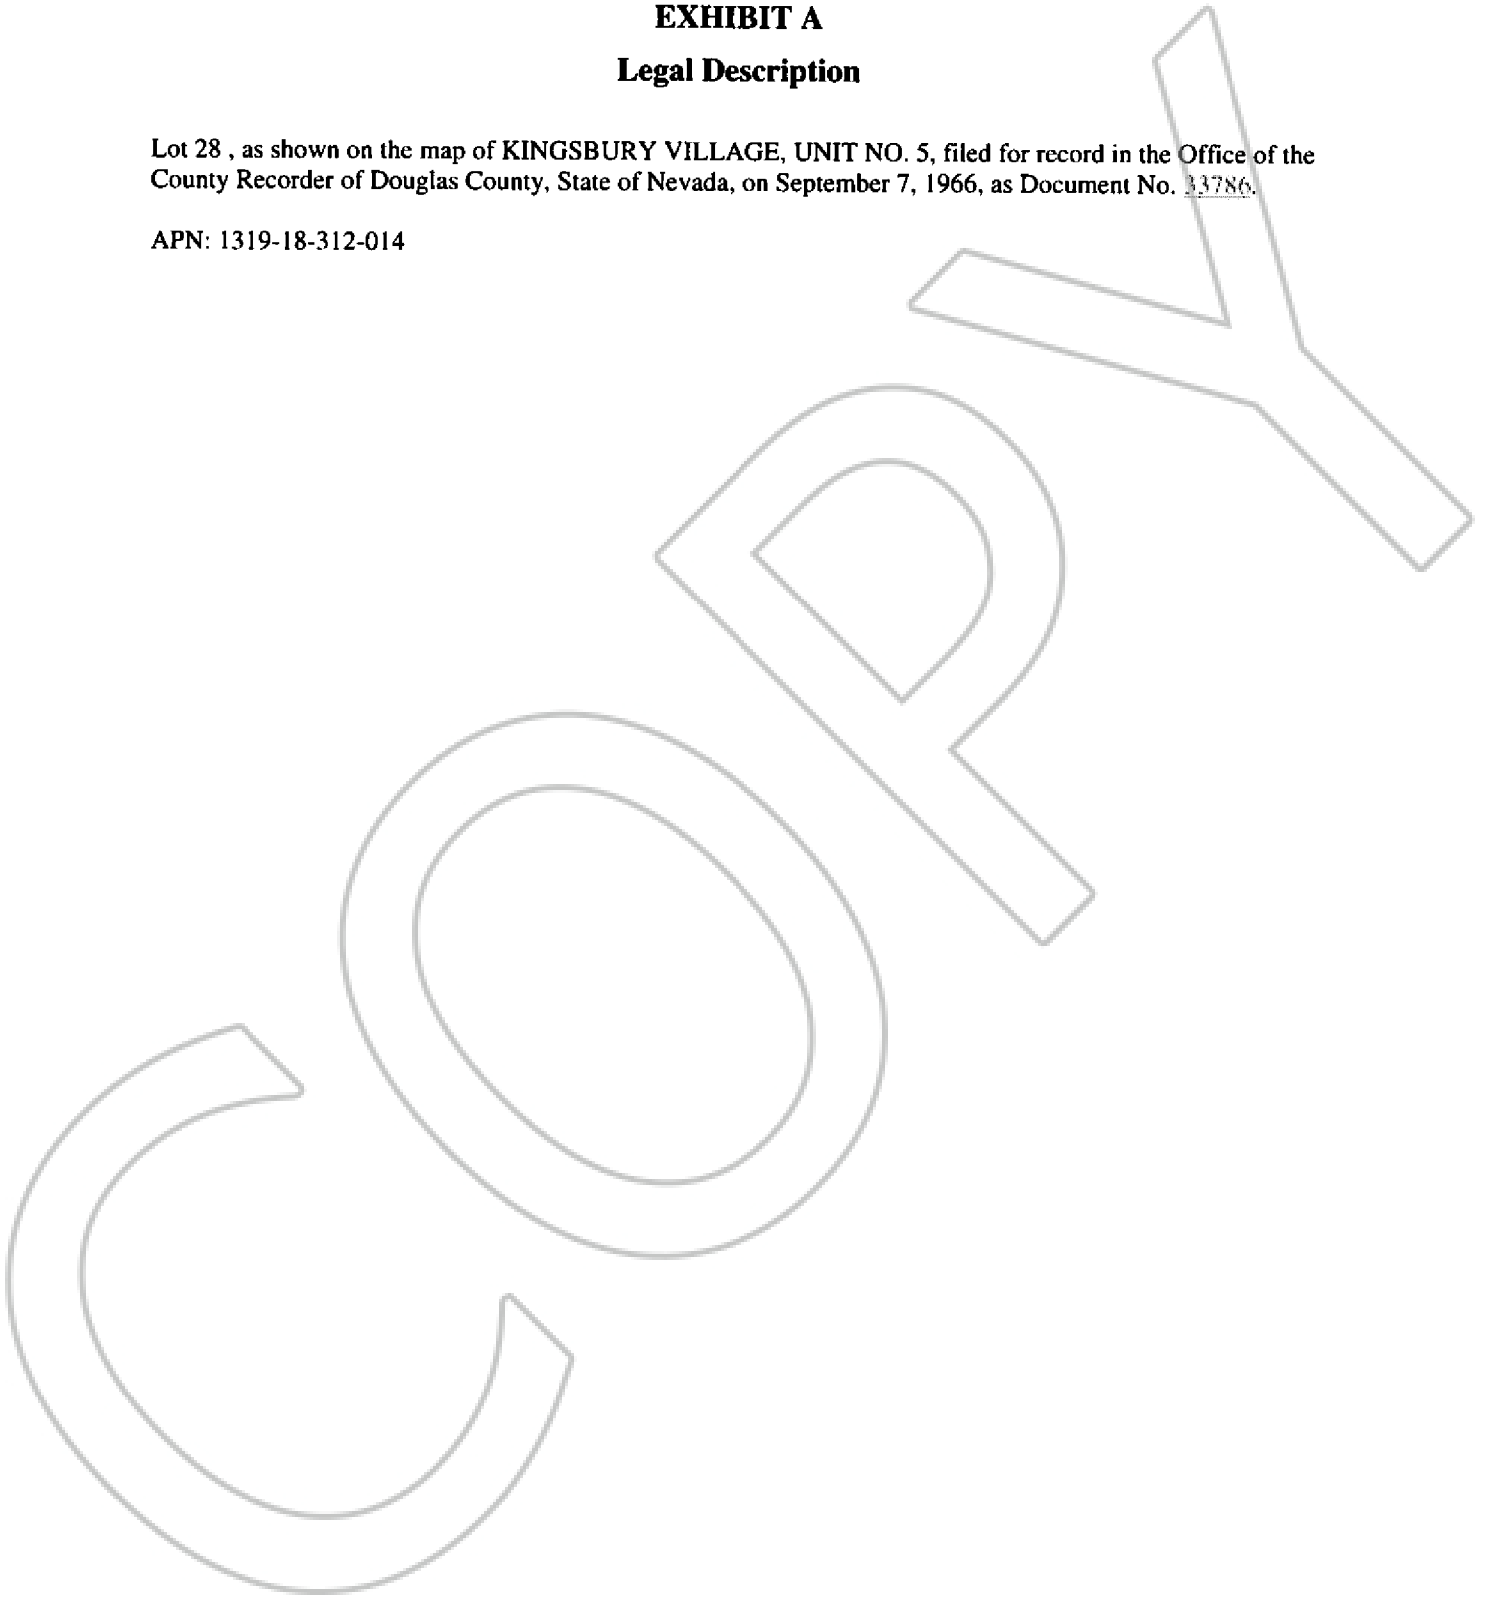 EXHIBIT A
Legal Description
Lot 28 , as shown on the map of KINGSBURY VILLAGE, UNIT NO. 5, filed for record in the Office of the
County Recorder of Douglas County, State of Nevada, on September 7, 1966, as Document No. 33786.
APN: 1319-18-312-014
COPY